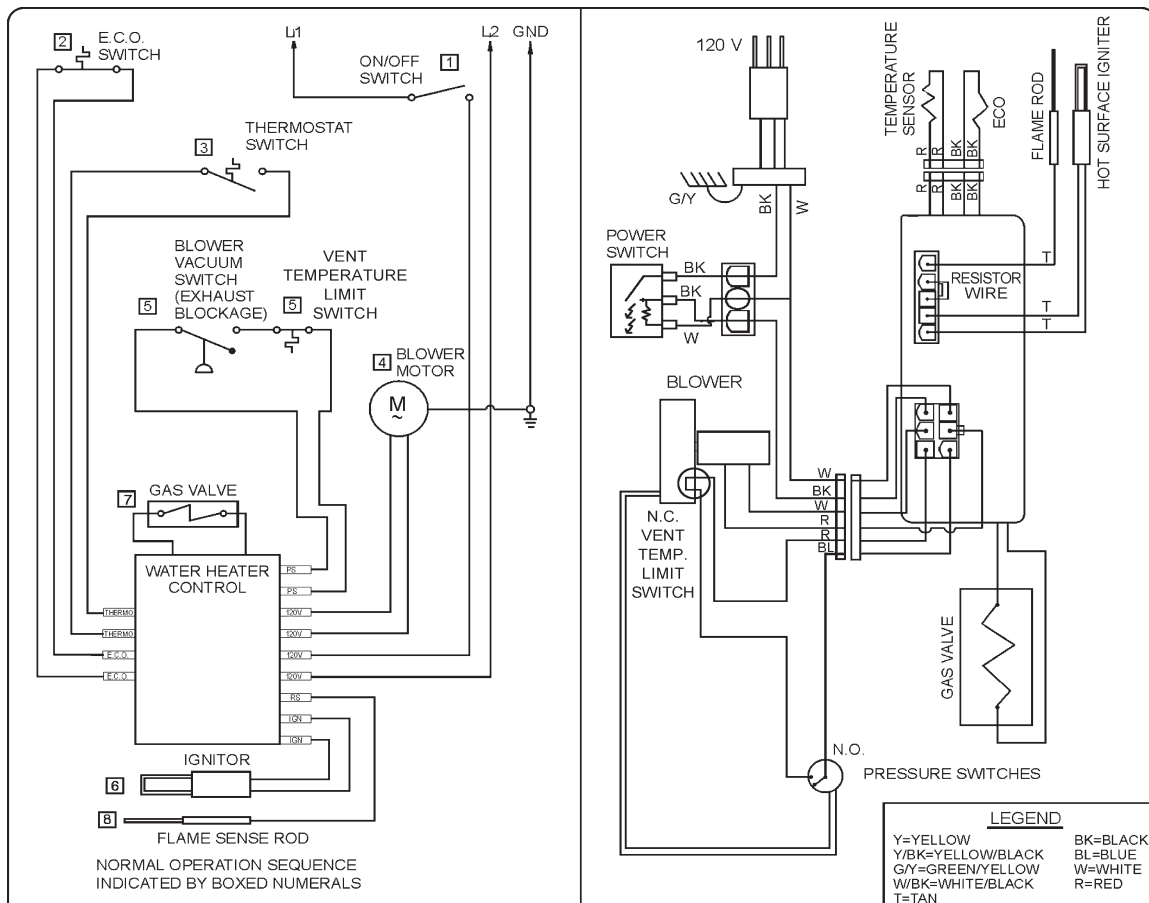 2
E.C.O.
SWITCH
L1
L2
GND
ON/OFF
SWITCH
1
THERMOSTAT
SWITCH
3
BLOWER
VACUUM
SWITCH
(EXHAUST
BLOCKAGE)
VENT
TEMPERATURE
LIMIT
SWITCH
5
5
4
BLOWER
MOTOR
M
~
7
GAS VALVE
WATER HEATER
CONTROL
PS
PS
THERMO.
120V
THERMO.
120V
E.C.O.
120V
E.C.O.
120V
RS
IGN
IGN
IGNITOR
6
8
FLAME SENSE ROD
NORMAL OPERATION SEQUENCE
INDICATED BY BOXED NUMERALS
120 V
G/Y
BK
W
TEMPERATURE
SENSOR
ECO
FLAME ROD
HOT SURFACE IGNITER
R
R
BK
BK
R
R
BK
BK
POWER
SWITCH
BK
BK
W
T
RESISTOR
WIRE
T
T
BLOWER
W
BK
W
R
R
BL
N.C.
VENT
TEMP.
LIMIT
SWITCH
GAS VALVE
N.O.
PRESSURE SWITCHES
LEGEND
Y=YELLOW BK=BLACK
Y/BK=YELLOW/BLACK BL=BLUE
G/Y=GREEN/YELLOW W=WHITE
W/BK=WHITE/BLACK R=RED
T=TAN